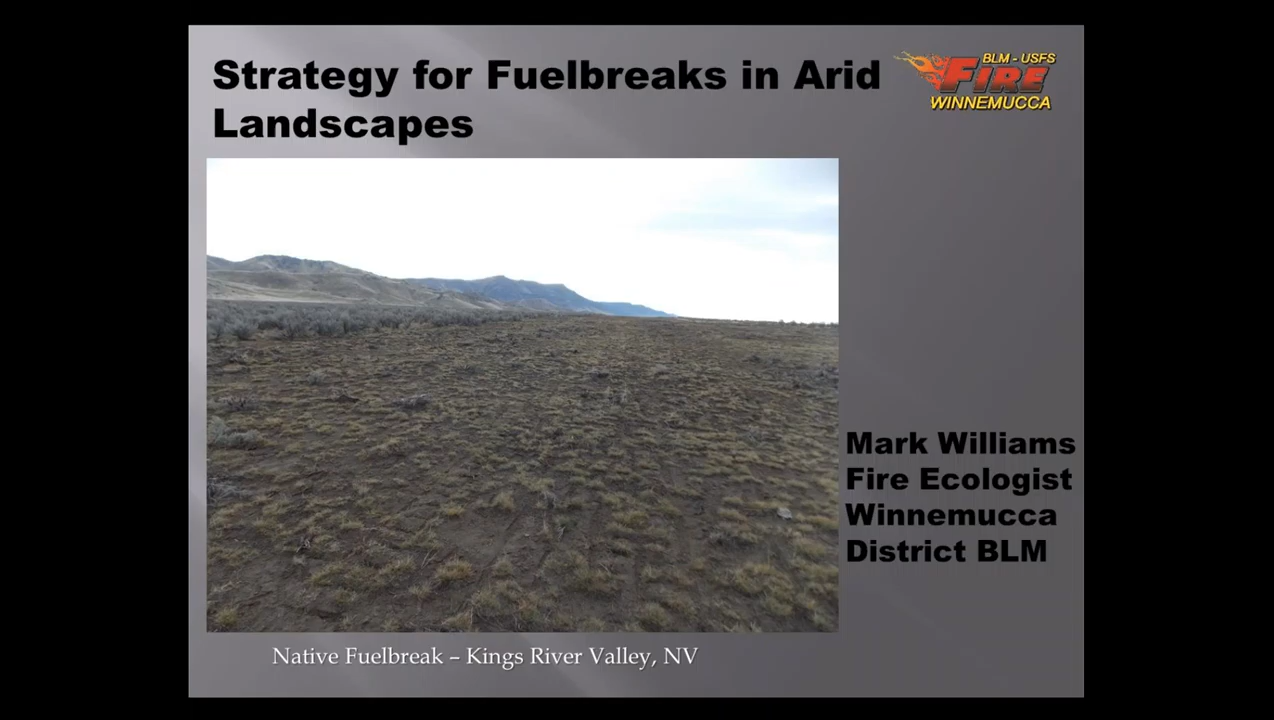 Strategy for Fuelbreaks in Arid
Landscapes
BLM - USFS
FIRE
WINNEMUCCA
Mark Williams
Fire Ecologist
Winnemucca
District BLM
Native Fuelbreak – Kings River Valley, NV